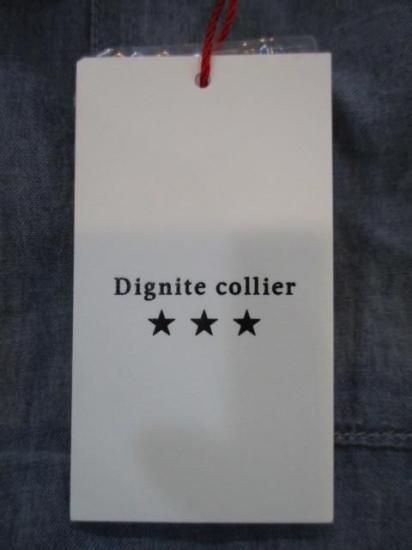 Dignite collier
★ ★ ★